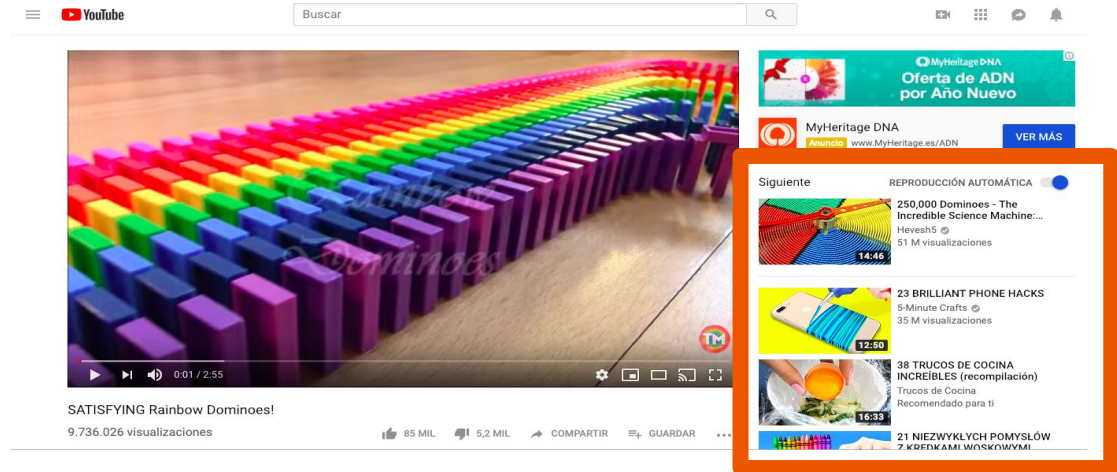 YouTube
Buscar
MyHeritage DNA
Oferta de ADN
por Año Nuevo
MyHeritage DNA
Anuncio www.MyHeritage.es/ADN
VER MÁS
Rainbow
Dominoes
TM
0:01 / 2:55
SATISFYING Rainbow Dominoes!
9.736.026 visualizaciones
85 MIL
5,2 MIL
COMPARTIR
GUARDAR
Siguiente
REPRODUCCIÓN AUTOMÁTICA
250,000 Dominoes - The
Incredible Science Machine:...
Hevesh5
51 M visualizaciones
14:46
23 BRILLIANT PHONE HACKS
5-Minute Crafts
35 M visualizaciones
12:50
38 TRUCOS DE COCINA
INCREÍBLES (recompilación)
Trucos de Cocina
Recomendado para ti
16:33
21 NIEZWYKŁYCH POMYSŁÓW
Z KREDKAMI WOSKOWYMI